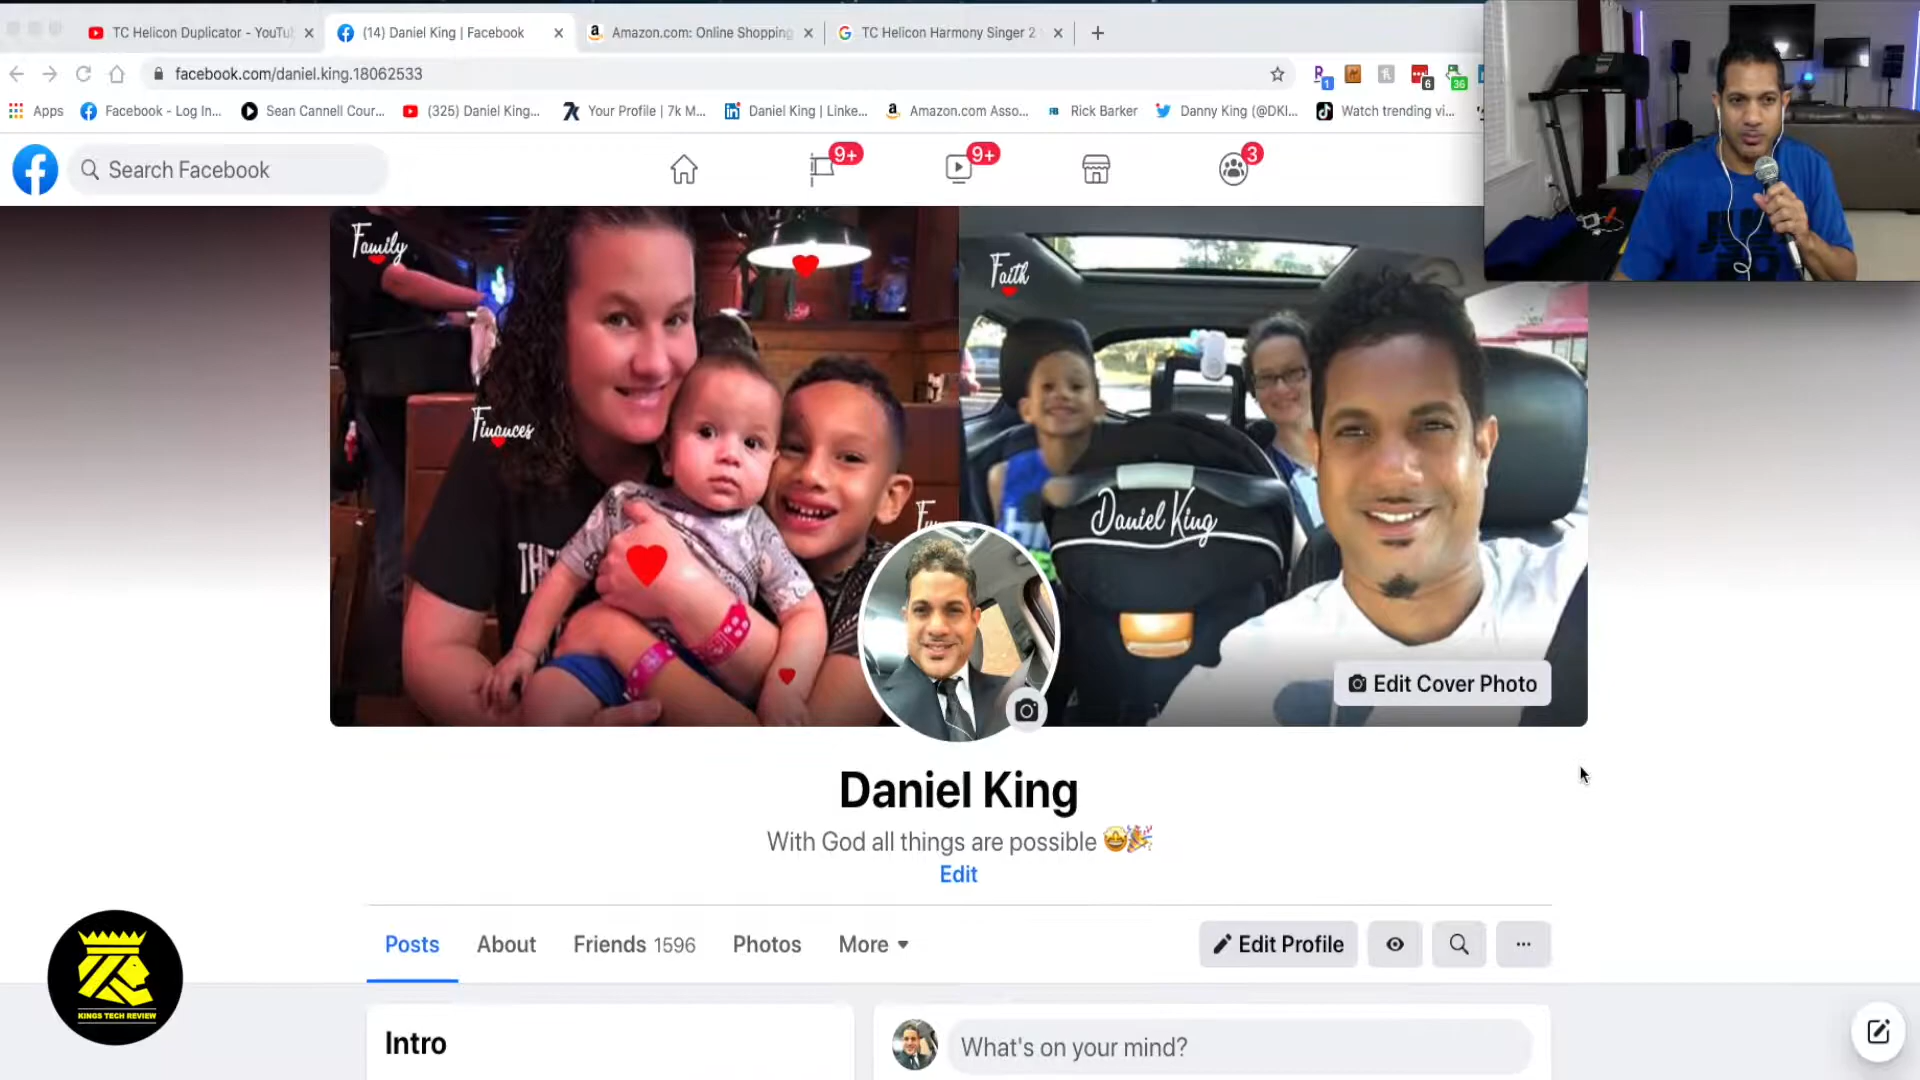 TC Helicon Duplicator - YouTu
(14) Daniel King | Facebook
Amazon.com: Online Shopping
TC Helicon Harmony Singer 2
facebook.com/daniel.king.18062533
1
6
36
Apps
Facebook - Log In...
Sean Cannell Cour...
(325) Daniel King...
Your Profile | 7k M...
Daniel King | Linke...
Amazon.com Asso...
Rick Barker
Danny King (@DKI...
Watch trending vi...
Search Facebook
9+
9+
3
Family
Faith
Finances
Daniel King
Edit Cover Photo
Daniel King
With God all things are possible 🤩🎉
Edit
Posts
About
Friends 1596
Photos
More
Edit Profile
KINGS TECH REVIEW
Intro
What's on your mind?